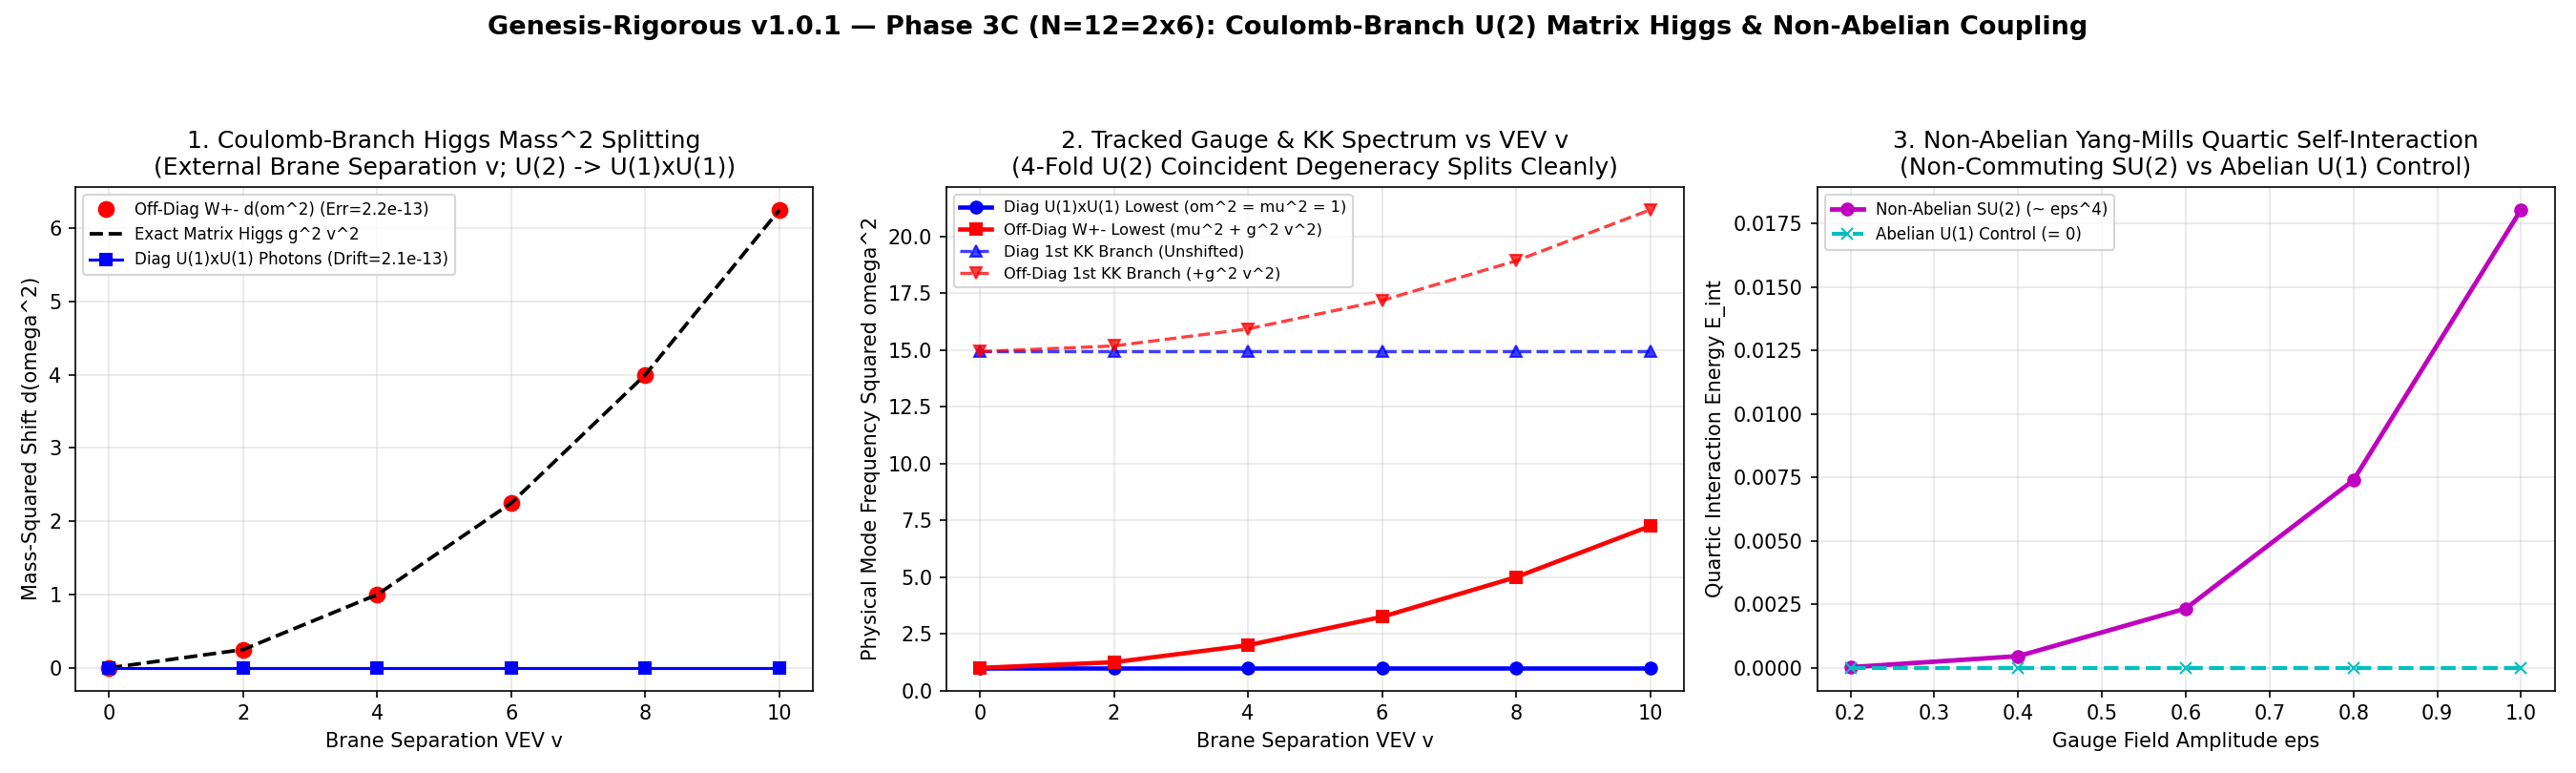 Genesis-Rigorous v1.0.1 — Phase 3C (N=12=2x6): Coulomb-Branch U(2) Matrix Higgs & Non-Abelian Coupling
1. Coulomb-Branch Higgs Mass^2 Splitting
(External Brane Separation v; U(2) -> U(1)xU(1))
Off-Diag W+- d(om^2) (Err=2.2e-13)
Exact Matrix Higgs g^2 v^2
Diag U(1)xU(1) Photons (Drift=2.1e-13)
Mass-Squared Shift d(omega^2)
6
5
4
3
2
1
0
0 2 4 6 8 10
Brane Separation VEV v
2. Tracked Gauge & KK Spectrum vs VEV v
(4-Fold U(2) Coincident Degeneracy Splits Cleanly)
Diag U(1)xU(1) Lowest (om^2 = mu^2 = 1)
Off-Diag W+- Lowest (mu^2 + g^2 v^2)
Diag 1st KK Branch (Unshifted)
Off-Diag 1st KK Branch (+g^2 v^2)
Physical Mode Frequency Squared omega^2
20.0
17.5
15.0
12.5
10.0
7.5
5.0
2.5
0.0
0 2 4 6 8 10
Brane Separation VEV v
3. Non-Abelian Yang-Mills Quartic Self-Interaction
(Non-Commuting SU(2) vs Abelian U(1) Control)
Non-Abelian SU(2) (~ eps^4)
Abelian U(1) Control (= 0)
Quartic Interaction Energy E_int
0.0175
0.0150
0.0125
0.0100
0.0075
0.0050
0.0025
0.0000
0.2 0.3 0.4 0.5 0.6 0.7 0.8 0.9 1.0
Gauge Field Amplitude eps